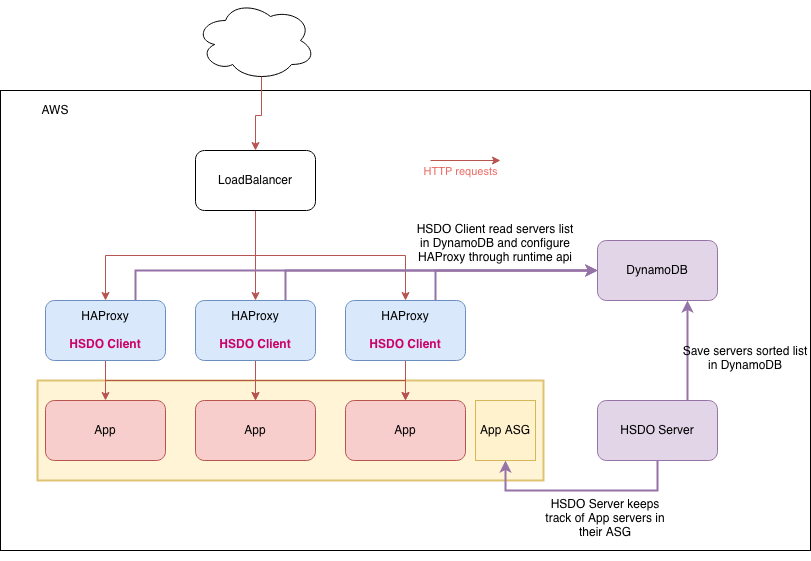 AWS
LoadBalancer
HTTP requests
HSDO Client read servers list
in DynamoDB and configure
HAProxy through runtime api
DynamoDB
HAProxy
HSDO Client
HAProxy
HSDO Client
HAProxy
HSDO Client
Save servers sorted list
in DynamoDB
App
App
App
App ASG
HSDO Server
HSDO Server keeps
track of App servers in
their ASG